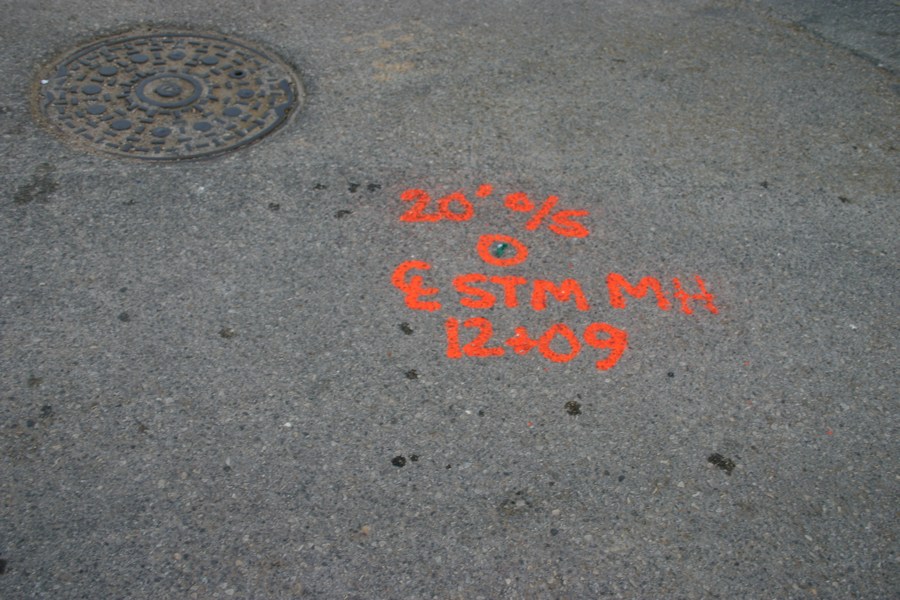 20' O/S
O
℄ STM MH
12+09